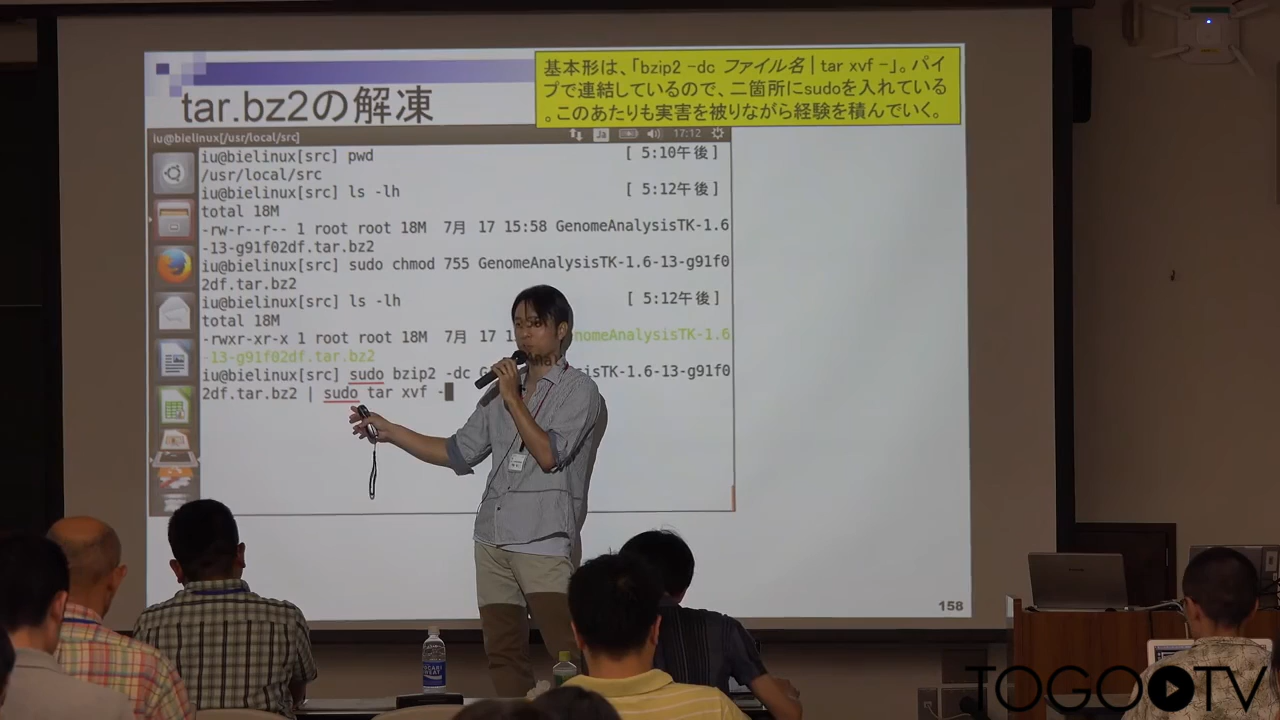 基本形は、「bzip2 -dc ファイル名 | tar xvf -」。パイ
プで連結しているので、二箇所にsudoを入れている
。このあたりも実害を被りながら経験を積んでいく。
tar.bz2の解凍
iu@bielinux[/usr/local/src]
Ja
17:12
iu@bielinux[src] pwd [ 5:10午後]
/usr/local/src
iu@bielinux[src] ls -lh [ 5:12午後]
total 18M
-rw-r--r-- 1 root root 18M 7月 17 15:58 GenomeAnalysisTK-1.6
-13-g91f02df.tar.bz2
iu@bielinux[src] sudo chmod 755 GenomeAnalysisTK-1.6-13-g91f0
2df.tar.bz2
iu@bielinux[src] ls -lh [ 5:12午後]
total 18M
-rwxr-xr-x 1 root root 18M 7月 17 nomeAnalysisTK-1.6
-13-g91f02df.tar.bz2
iu@bielinux[src] sudo bzip2 -dc G sTK-1.6-13-g91f0
2df.tar.bz2 | sudo tar xvf -
158
TOGOTV